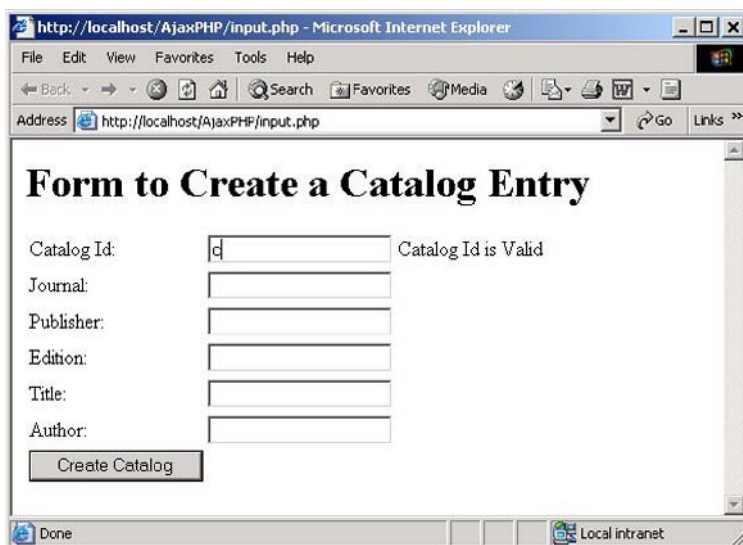 http://localhost/AjaxPHP/input.php - Microsoft Internet Explorer
File Edit View Favorites Tools Help
Back Search Favorites Media
Address http://localhost/AjaxPHP/input.php Go Links »
Form to Create a Catalog Entry
Catalog Id: c Catalog Id is Valid
Journal:
Publisher:
Edition:
Title:
Author:
Create Catalog
Done Local intranet